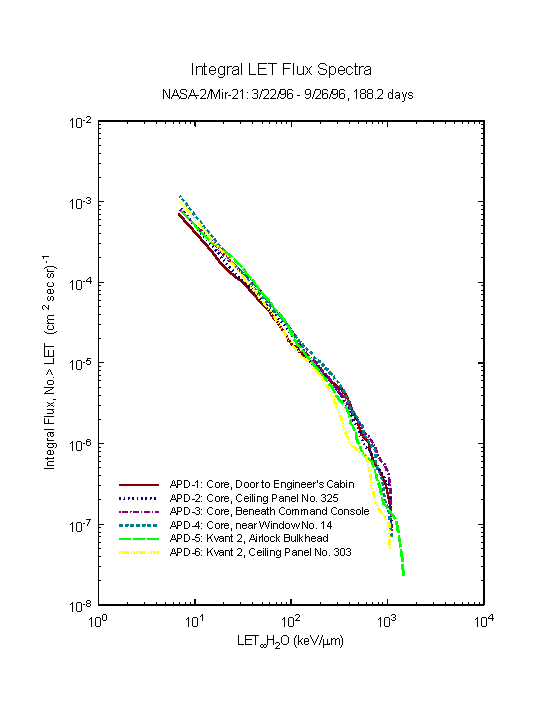 Integral LET Flux Spectra
NASA-2/Mir-21: 3/22/96 - 9/26/96, 188.2 days
10-2
10-3
10-4
10-5
10-6
10-7
10-8
Integral Flux, No.> LET (cm 2 sec sr)-1
APD-1: Core, Door to Engineer's Cabin
APD-2: Core, Ceiling Panel No. 325
APD-3: Core, Beneath Command Console
APD-4: Core, near Window No. 14
APD-5: Kvant 2, Airlock Bulkhead
APD-6: Kvant 2, Ceiling Panel No. 303
100 101 102 103 104
LET∞H2O (keV/μm)